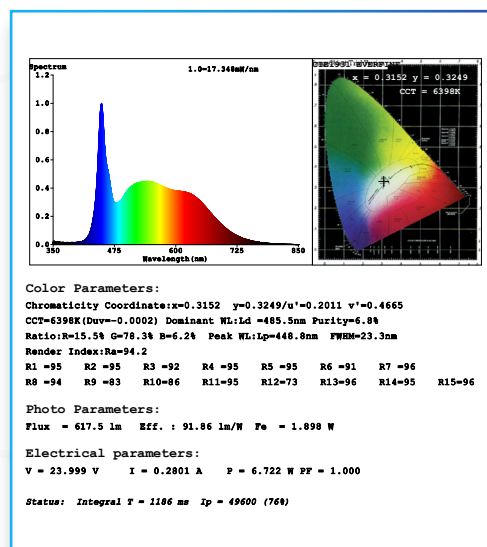 Spectrum
1.0=17.348mW/nm
1.2
1.0
0.8
0.6
0.4
0.2
0.0
350 475 600 725 850
Wavelength(nm)
CIE1931 EVERFINE
x = 0.3152 y = 0.3249
CCT = 6398K
Color Parameters:
Chromaticity Coordinate:x=0.3152 y=0.3249/u'=0.2011 v'=0.4665
CCT=6398K(Duv=-0.0002) Dominant WL:Ld =485.5nm Purity=6.8%
Ratio:R=15.5% G=78.3% B=6.2% Peak WL:Lp=448.8nm FWHM=23.3nm
Render Index:Ra=94.2
R1 =95 R2 =95 R3 =92 R4 =95 R5 =95 R6 =91 R7 =96
R8 =94 R9 =83 R10=86 R11=95 R12=73 R13=96 R14=95 R15=96
Photo Parameters:
Flux = 617.5 lm Eff. : 91.86 lm/W Fe = 1.898 W
Electrical parameters:
V = 23.999 V I = 0.2801 A P = 6.722 W PF = 1.000
Status: Integral T = 1186 ms Ip = 49600 (76%)